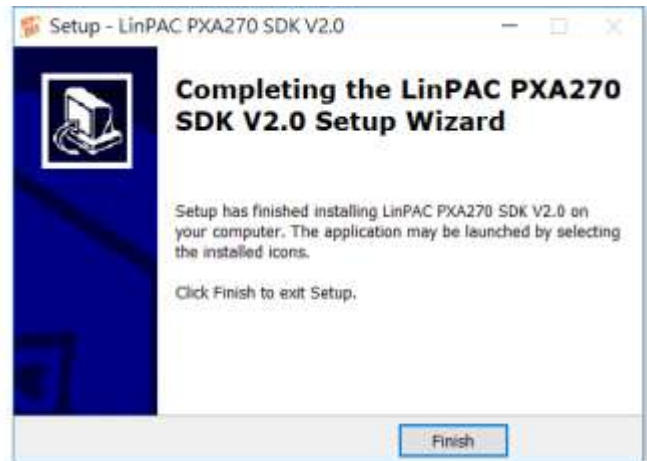 Setup - LinPAC PXA270 SDK V2.0
Completing the LinPAC PXA270
SDK V2.0 Setup Wizard
Setup has finished installing LinPAC PXA270 SDK V2.0 on
your computer. The application may be launched by selecting
the installed icons.
Click Finish to exit Setup.
Finish